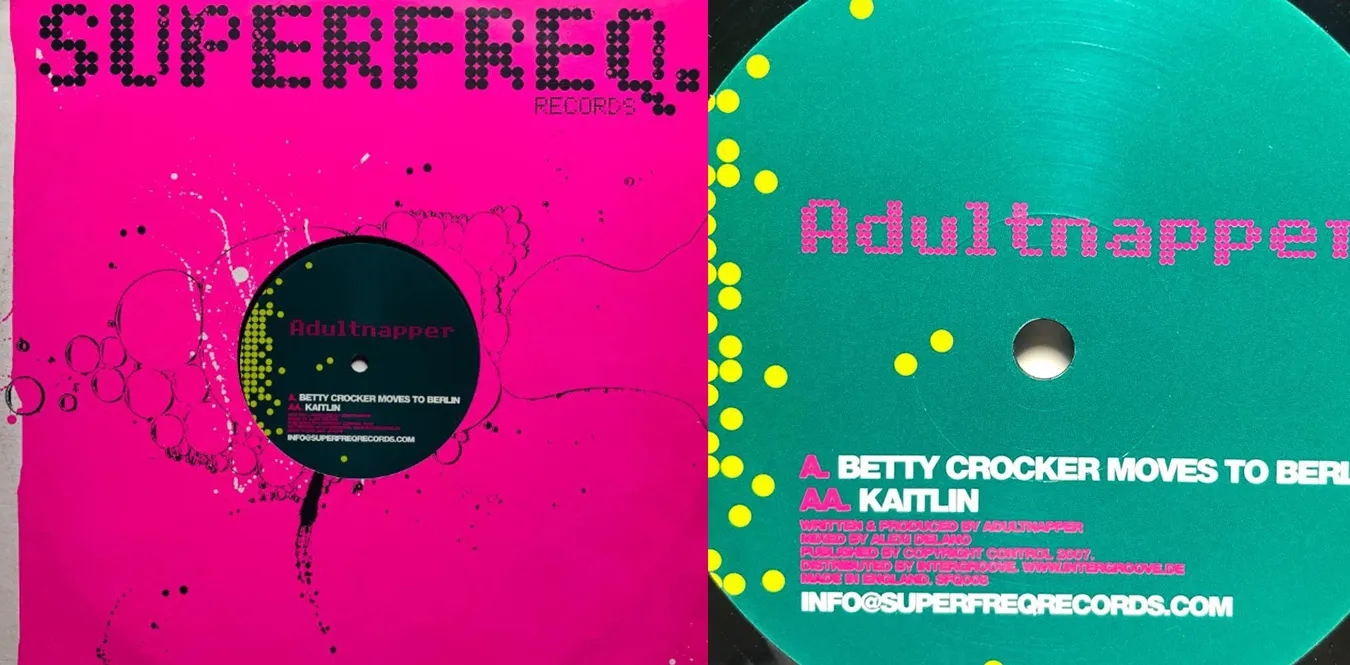 SUPERFREQ.
RECORDS
Adultnapper
A. BETTY CROCKER MOVES TO BERLIN
AA. KAITLIN
INFO@SUPERFREQRECORDS.COM
Adultnapper
A. BETTY CROCKER MOVES TO BERL
AA. KAITLIN
WRITTEN & PRODUCED BY ADULTNAPPER
MIXED BY ALEXI DELANO
PUBLISHED BY COPYRIGHT CONTROL 2007.
DISTRIBUTED BY INTERGROOVE. WWW.INTERGROOVE.DE
MADE IN ENGLAND. SFQ005
INFO@SUPERFREQRECORDS.COM